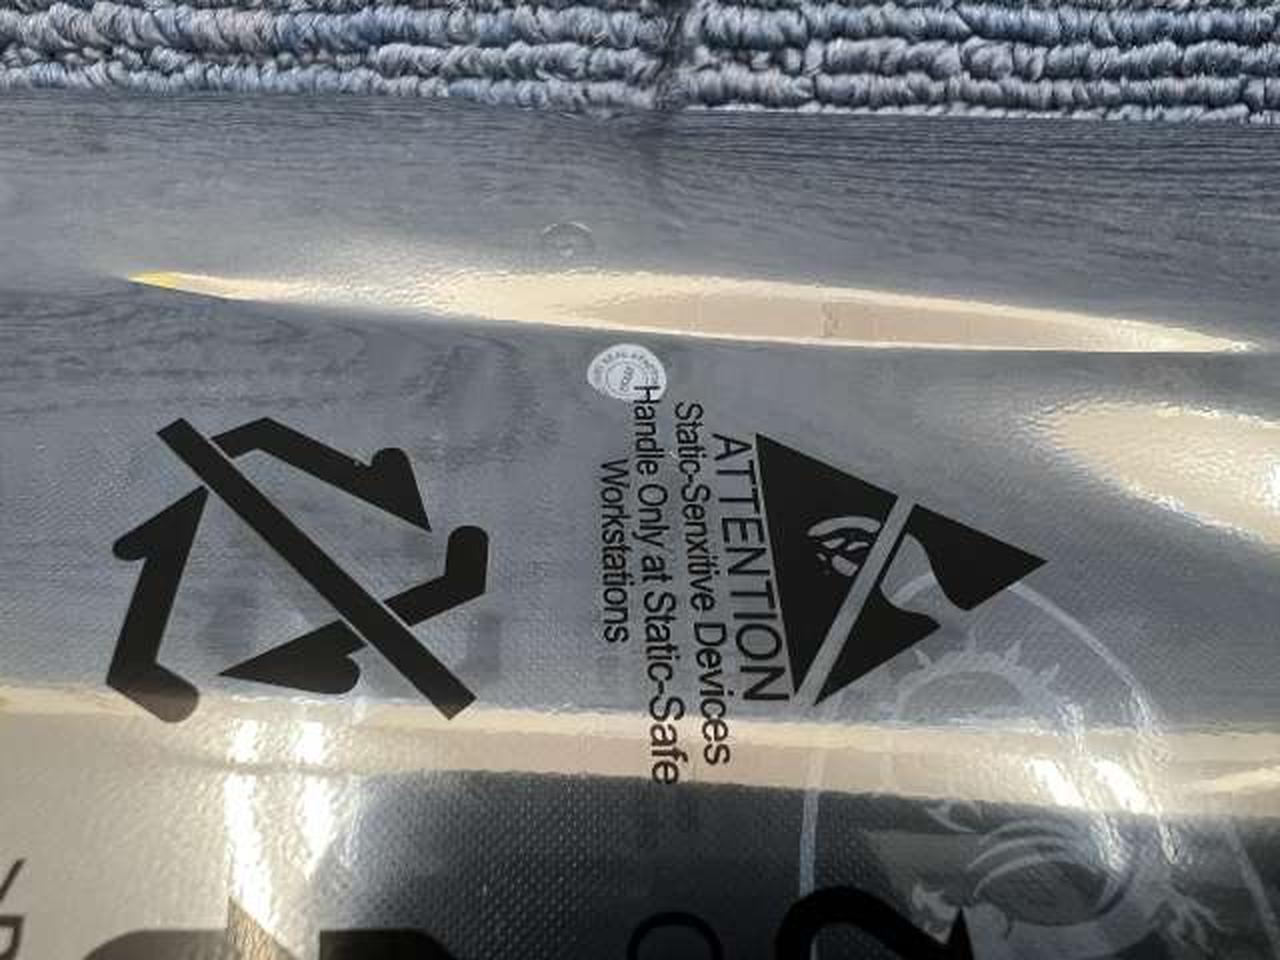 ATTENTION
Static-Senxitive Devices
Handle Only at Static-Safe
Workstations